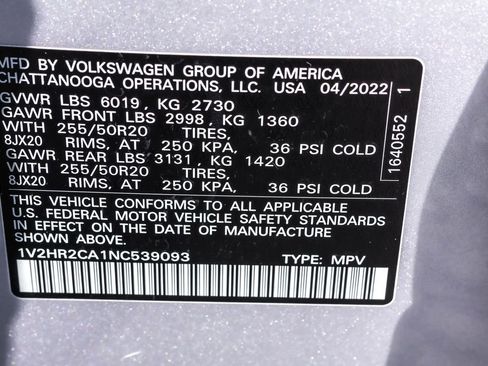 MFD BY VOLKSWAGEN GROUP OF AMERICA
CHATTANOOGA OPERATIONS, LLC. USA 04/2022
GVWR LBS 6019, KG 2730
GAWR FRONT LBS 2998, KG 1360
WITH 255/50R20 TIRES,
8JX20 RIMS, AT 250 KPA, 36 PSI COLD
GAWR REAR LBS 3131, KG 1420
WITH 255/50R20 TIRES,
8JX20 RIMS, AT 250 KPA, 36 PSI COLD
THIS VEHICLE CONFORMS TO ALL APPLICABLE
U.S. FEDERAL MOTOR VEHICLE SAFETY STANDARDS
IN EFFECT ON THE DATE OF MANUFACTURE
SHOWN ABOVE
1V2HR2CA1NC539093 TYPE: MPV
1640552 1